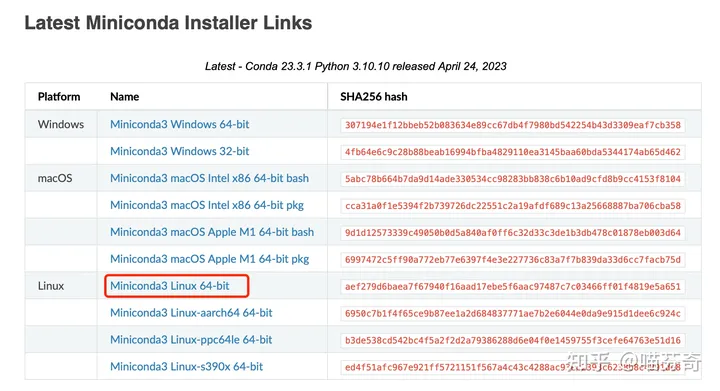 Latest Miniconda Installer Links
Latest - Conda 23.3.1 Python 3.10.10 released April 24, 2023
Platform Name SHA256 hash
Windows Miniconda3 Windows 64-bit 307194e1f12bbeb52b083634e89cc67db4f7980bd542254b43d3309eaf7cb358
Miniconda3 Windows 32-bit 4fb64e6c9c28b88beab16994bfba4829110ea3145baa60bda5344174ab65d462
macOS Miniconda3 macOS Intel x86 64-bit bash 5abc78b664b7da9d14ade330534cc98283bb838c6b10ad9cfd8b9cc4153f8104
Miniconda3 macOS Intel x86 64-bit pkg cca31a0f1e5394f2b739726dc22551c2a19afdf689c13a25668887ba706cba58
Miniconda3 macOS Apple M1 64-bit bash 9d1d12573339c49050b0d5a840af0ff6c32d33c3de1b3db478c01878eb003d64
Miniconda3 macOS Apple M1 64-bit pkg 6997472c5ff90a772eb77e6397f4e3e227736c83a7f7b839da33d6cc7facb75d
Linux Miniconda3 Linux 64-bit aef279d6baea7f67940f16aad17ebe5f6aac97487c7c03466ff01f4819e5a651
Miniconda3 Linux-aarch64 64-bit 6950c7b1f4f65ce9b87ee1a2d684837771ae7b2e6044e0da9e915d1dee6c924c
Miniconda3 Linux-ppc64le 64-bit b3de538cd542bc4f5a2f2d2a79386288d6e04f0e1459755f3cefe64763e51d16
Miniconda3 Linux-s390x 64-bit
知乎 @喵莎奇